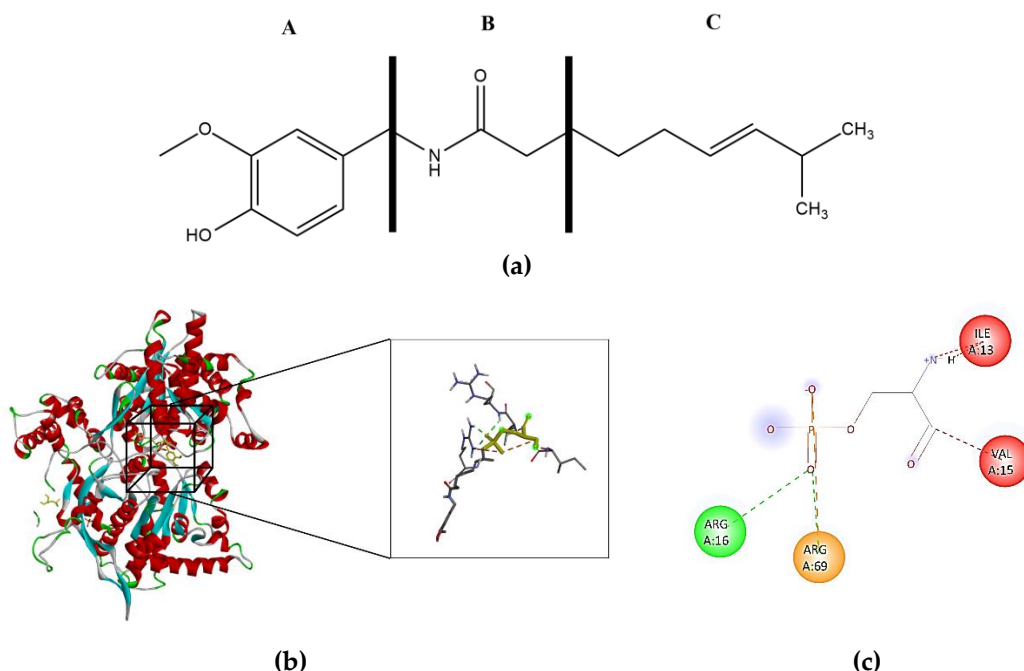 A B C
O
O
N
H
HO
CH₃
CH₃
(a)
ILE
A:13
+N H
-O
O P O
O
O
VAL
A:15
ARG
A:16
ARG
A:69
(b) (c)